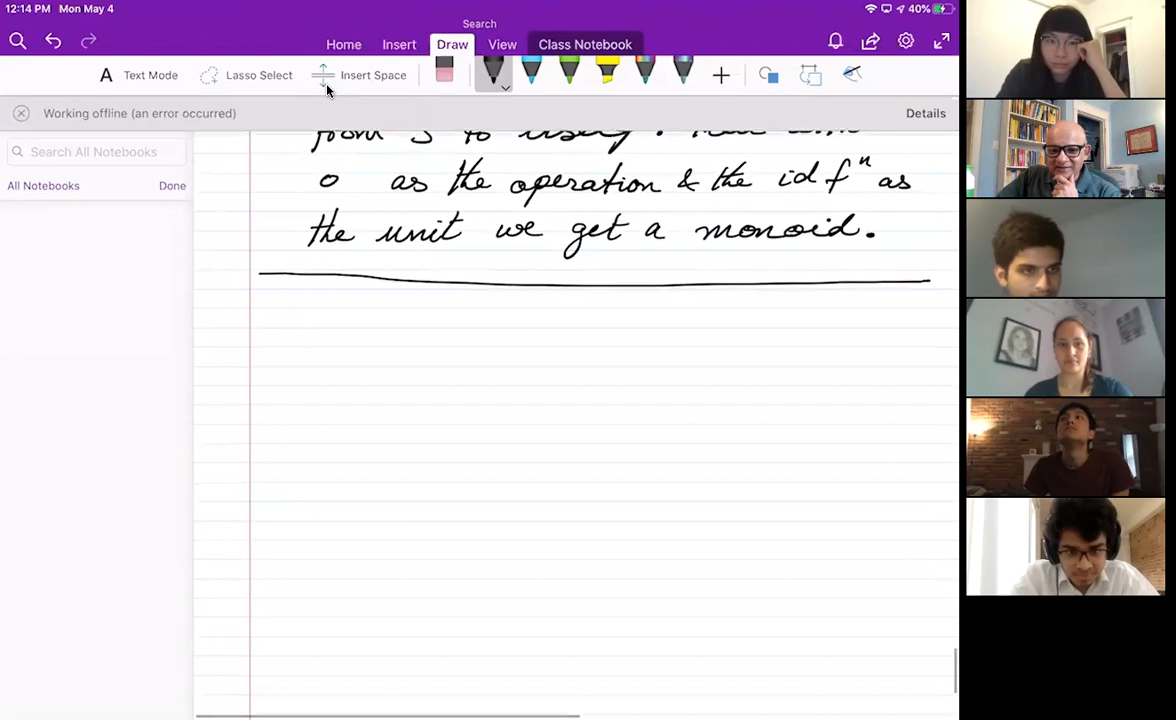 12:14 PM Mon May 4
40%
Search
Home Insert Draw View Class Notebook
A Text Mode Lasso Select Insert Space
Working offline (an error occurred) Details
Search All Notebooks
All Notebooks Done
from S to
o as the operation & the id fⁿ as
the unit we get a monoid.